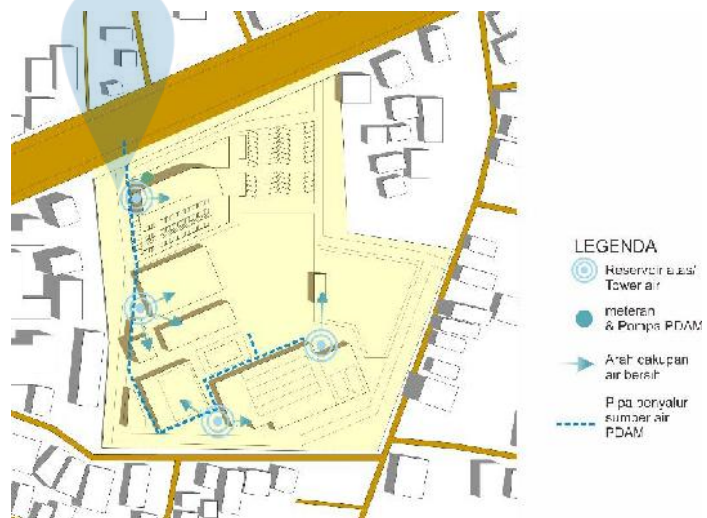 LEGENDA
Reservoir atas/
Tower air
meteran
& Pompa PDAM
Arah cakupan
air bersih
Pipa penyalur
sumber air
PDAM